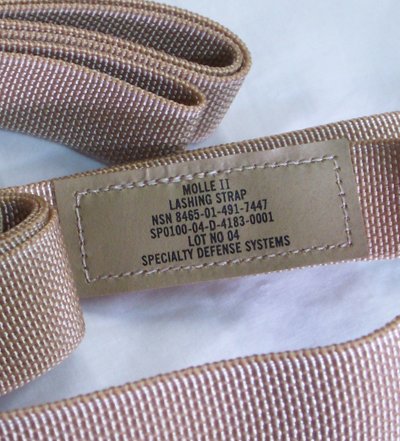 MOLLE II
LASHING STRAP
NSN 8465-01-491-7447
SP0100-04-D-4183-0001
LOT NO 04
SPECIALTY DEFENSE SYSTEMS